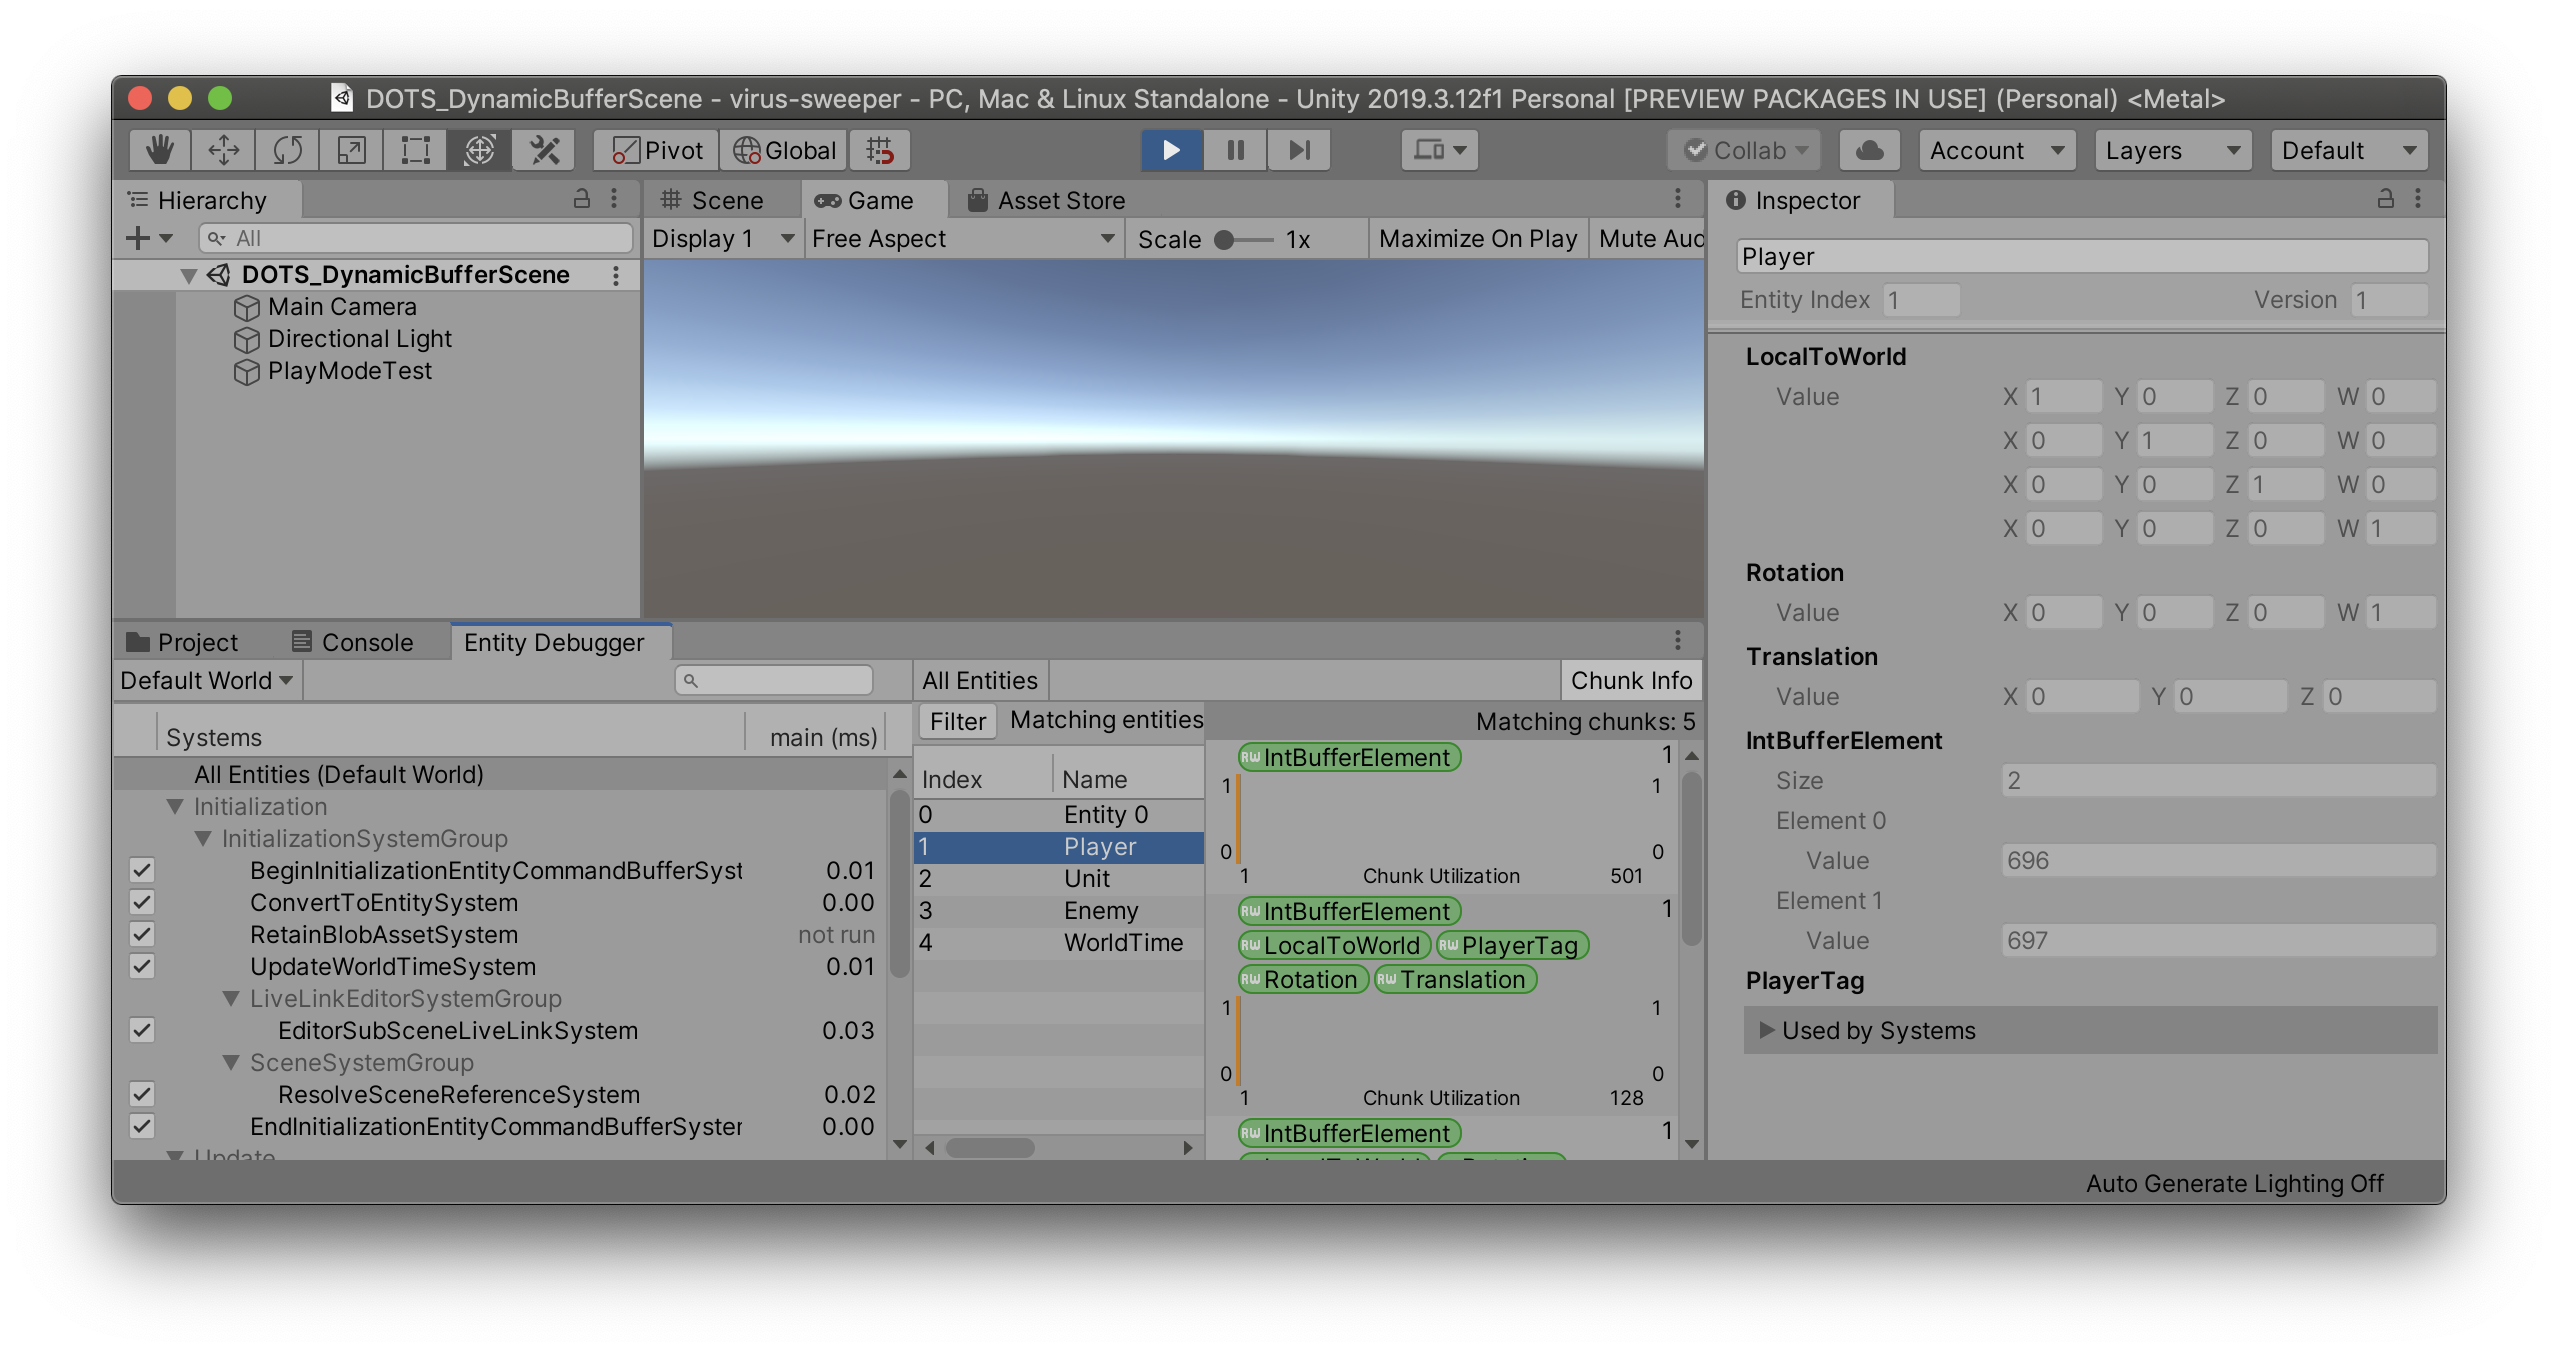 DOTS_DynamicBufferScene - virus-sweeper - PC, Mac & Linux Standalone - Unity 2019.3.12f1 Personal [PREVIEW PACKAGES IN USE] (Personal) <Metal>
Pivot Global Collab Account Layers Default
Hierarchy
All
DOTS_DynamicBufferScene
Main Camera
Directional Light
PlayModeTest
Scene Game Asset Store
Display 1 Free Aspect Scale 1x Maximize On Play Mute Aud
Inspector
Player
Entity Index 1 Version 1
LocalToWorld
Value X 1 Y 0 Z 0 W 0
X 0 Y 1 Z 0 W 0
X 0 Y 0 Z 1 W 0
X 0 Y 0 Z 0 W 1
Rotation
Value X 0 Y 0 Z 0 W 1
Translation
Value X 0 Y 0 Z 0
IntBufferElement
Size 2
Element 0
Value 696
Element 1
Value 697
PlayerTag
Used by Systems
Project Console Entity Debugger
Default World
Systems main (ms)
All Entities (Default World)
Initialization
InitializationSystemGroup
BeginInitializationEntityCommandBufferSyst 0.01
ConvertToEntitySystem 0.00
RetainBlobAssetSystem not run
UpdateWorldTimeSystem 0.01
LiveLinkEditorSystemGroup
EditorSubSceneLiveLinkSystem 0.03
SceneSystemGroup
ResolveSceneReferenceSystem 0.02
EndInitializationEntityCommandBufferSyster 0.00
Update
All Entities Chunk Info
Filter Matching entities
Index Name
0 Entity 0
1 Player
2 Unit
3 Enemy
4 WorldTime
Matching chunks: 5
RW IntBufferElement 1
1 1
0 0
1 Chunk Utilization 501
RW IntBufferElement 1
RW LocalToWorld RW PlayerTag
RW Rotation RW Translation
1 1
0 0
1 Chunk Utilization 128
RW IntBufferElement 1
Auto Generate Lighting Off